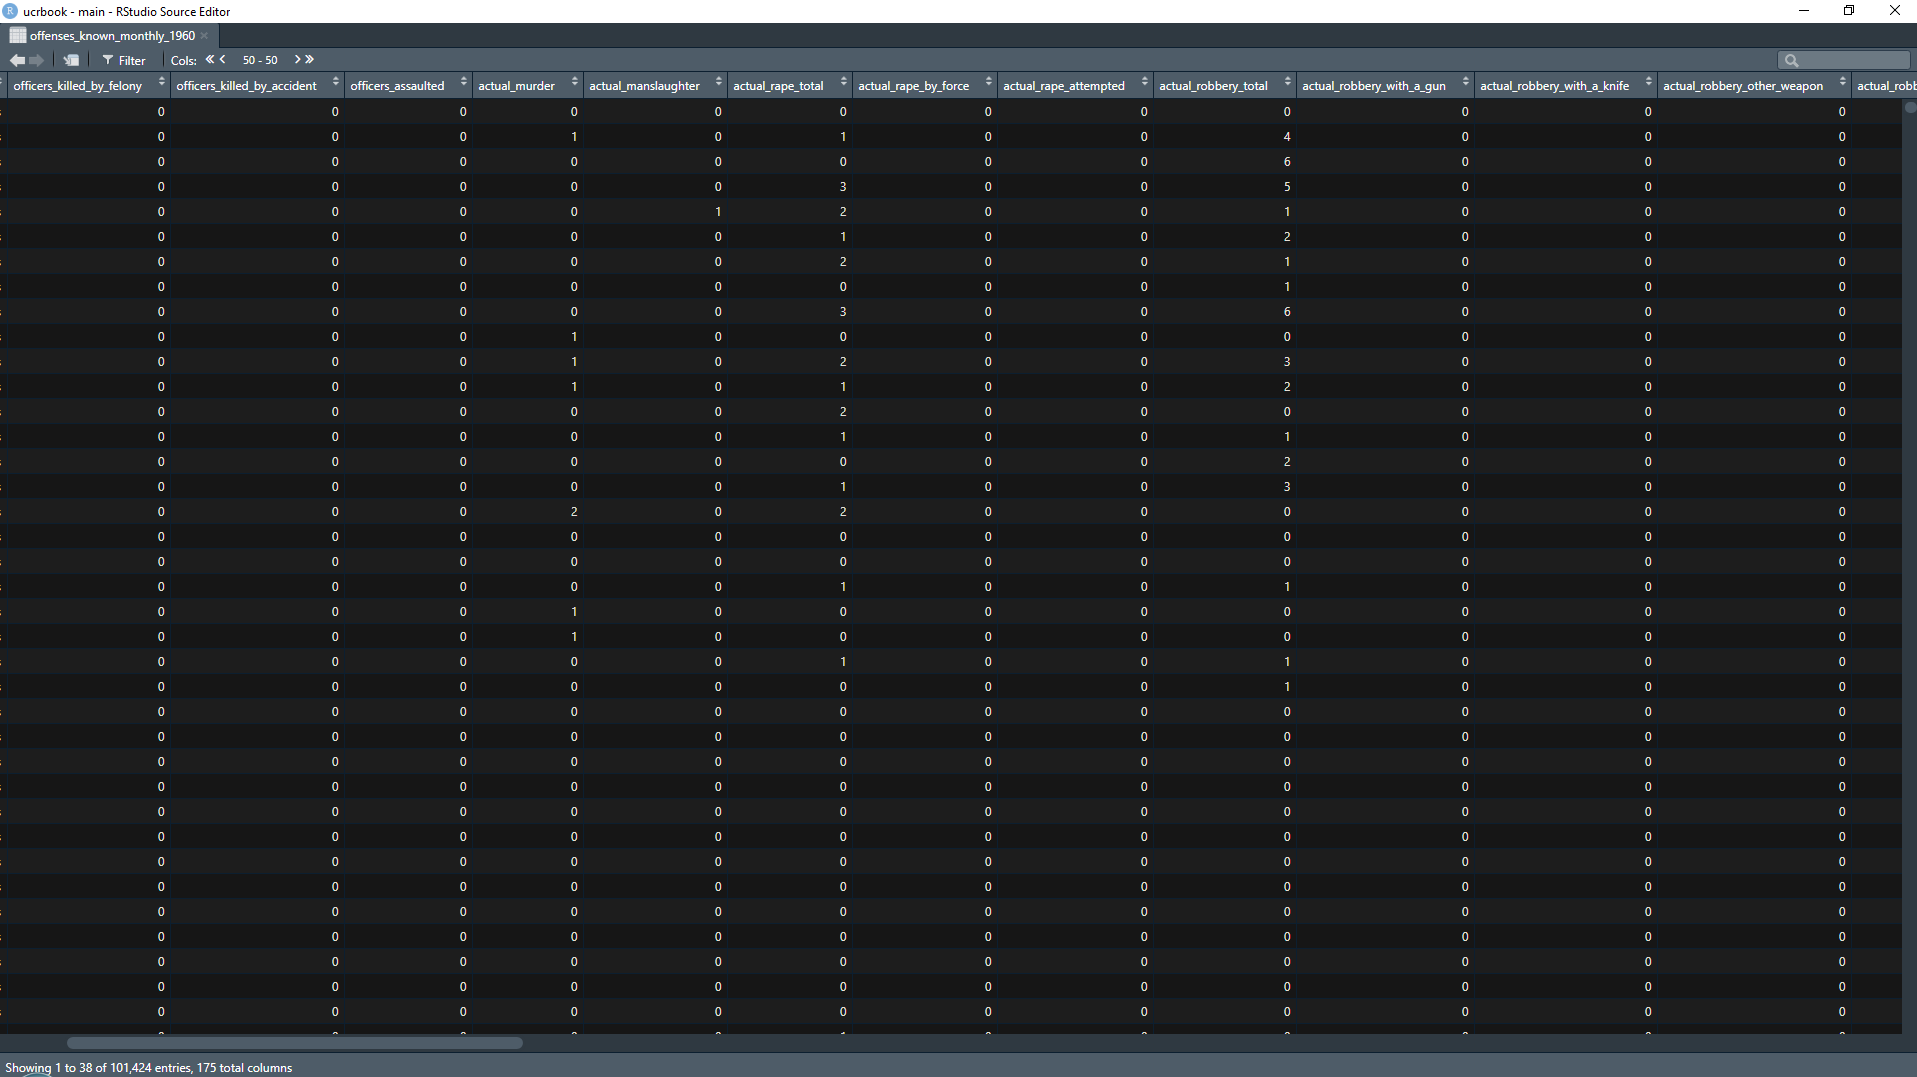 ucrbook - main - RStudio Source Editor
offenses_known_monthly_1960
Filter Cols: 50 - 50
officers_killed_by_felony officers_killed_by_accident officers_assaulted actual_murder actual_manslaughter actual_rape_total actual_rape_by_force actual_rape_attempted actual_robbery_total actual_robbery_with_a_gun actual_robbery_with_a_knife actual_robbery_other_weapon actual_robb
0 0 0 0 0 0 0 0 0 0 0 0
0 0 0 1 0 1 0 0 4 0 0 0
0 0 0 0 0 0 0 0 6 0 0 0
0 0 0 0 0 3 0 0 5 0 0 0
0 0 0 0 1 2 0 0 1 0 0 0
0 0 0 0 0 1 0 0 2 0 0 0
0 0 0 0 0 2 0 0 1 0 0 0
0 0 0 0 0 0 0 0 1 0 0 0
0 0 0 0 0 3 0 0 6 0 0 0
0 0 0 1 0 0 0 0 0 0 0 0
0 0 0 1 0 2 0 0 3 0 0 0
0 0 0 1 0 1 0 0 2 0 0 0
0 0 0 0 0 2 0 0 0 0 0 0
0 0 0 0 0 1 0 0 1 0 0 0
0 0 0 0 0 0 0 0 2 0 0 0
0 0 0 0 0 1 0 0 3 0 0 0
0 0 0 2 0 2 0 0 0 0 0 0
0 0 0 0 0 0 0 0 0 0 0 0
0 0 0 0 0 0 0 0 0 0 0 0
0 0 0 0 0 1 0 0 1 0 0 0
0 0 0 1 0 0 0 0 0 0 0 0
0 0 0 1 0 0 0 0 0 0 0 0
0 0 0 0 0 1 0 0 1 0 0 0
0 0 0 0 0 0 0 0 1 0 0 0
0 0 0 0 0 0 0 0 0 0 0 0
0 0 0 0 0 0 0 0 0 0 0 0
0 0 0 0 0 0 0 0 0 0 0 0
0 0 0 0 0 0 0 0 0 0 0 0
0 0 0 0 0 0 0 0 0 0 0 0
0 0 0 0 0 0 0 0 0 0 0 0
0 0 0 0 0 0 0 0 0 0 0 0
0 0 0 0 0 0 0 0 0 0 0 0
0 0 0 0 0 0 0 0 0 0 0 0
0 0 0 0 0 0 0 0 0 0 0 0
0 0 0 0 0 0 0 0 0 0 0 0
0 0 0 0 0 0 0 0 0 0 0 0
0 0 0 0 0 0 0 0 0 0 0 0
Showing 1 to 38 of 101,424 entries, 175 total columns